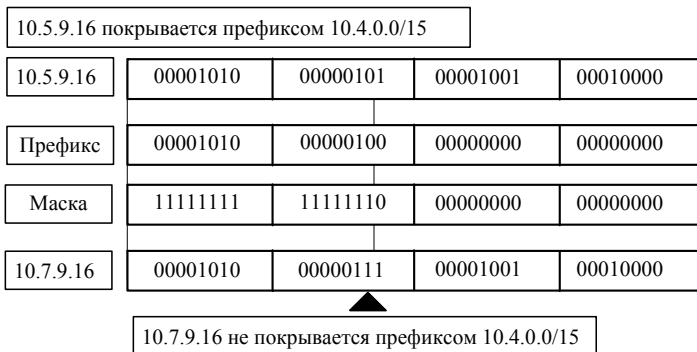 10.5.9.16 покрывается префиксом 10.4.0.0/15
10.5.9.16 00001010 00000101 00001001 00010000
Префикс 00001010 00000100 00000000 00000000
Маска 11111111 11111110 00000000 00000000
10.7.9.16 00001010 00000111 00001001 00010000
10.7.9.16 не покрывается префиксом 10.4.0.0/15